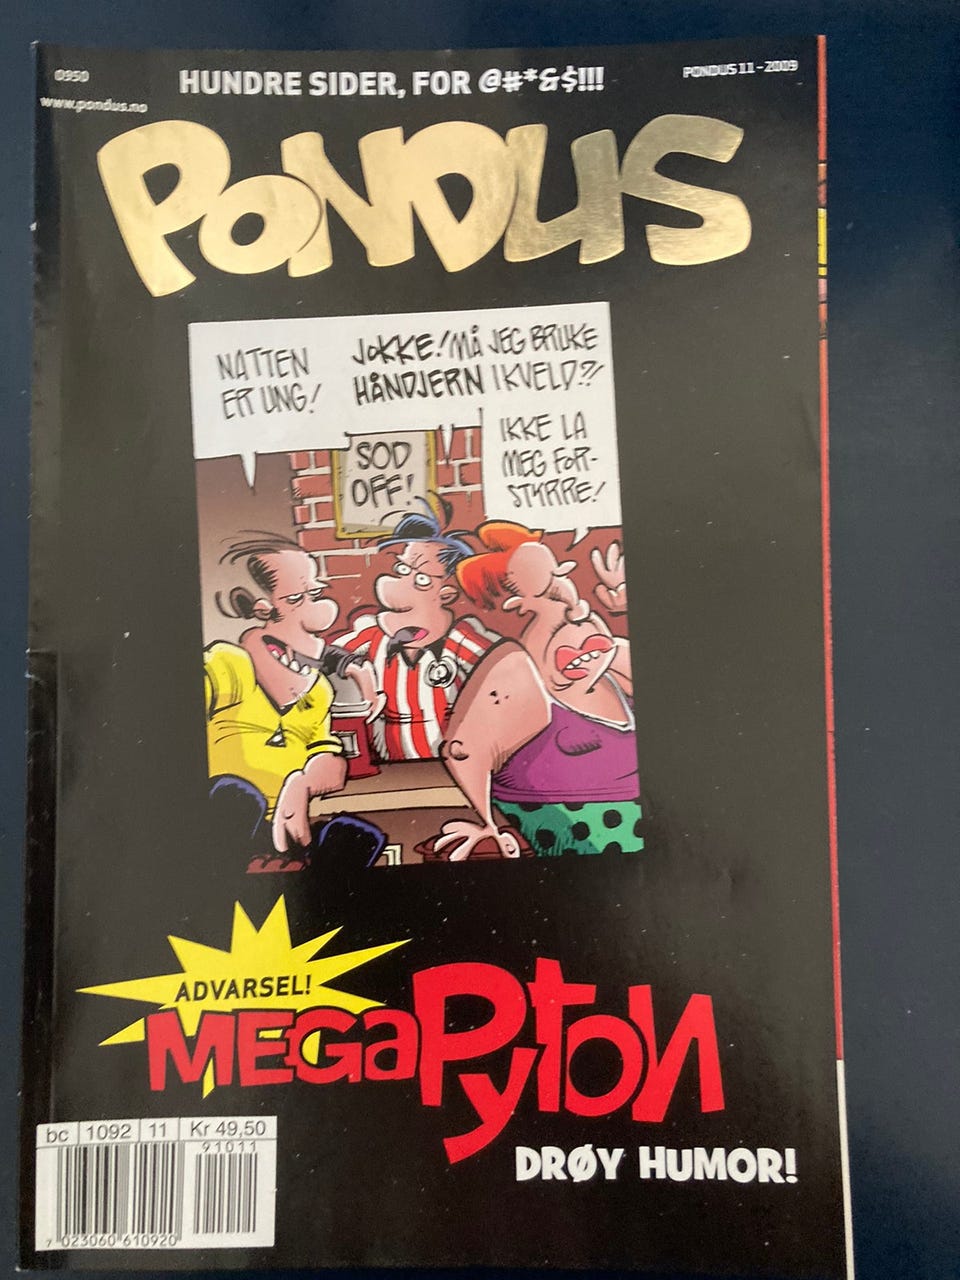 0950
HUNDRE SIDER, FOR @#*&$!!!
PONDUS 11-2009
www.pondus.no
PONDUS
NATTEN
ER UNG!
JOKKE! MÅ JEG BRUKE
HÅNDJERN I KVELD?!
IKKE LA
MEG FOR-
STYRRE!
SOD
OFF!
ADVARSEL!
MEGAPYTON
DRØY HUMOR!
bc 1092 11 Kr 49,50
91011
7 023060 610920